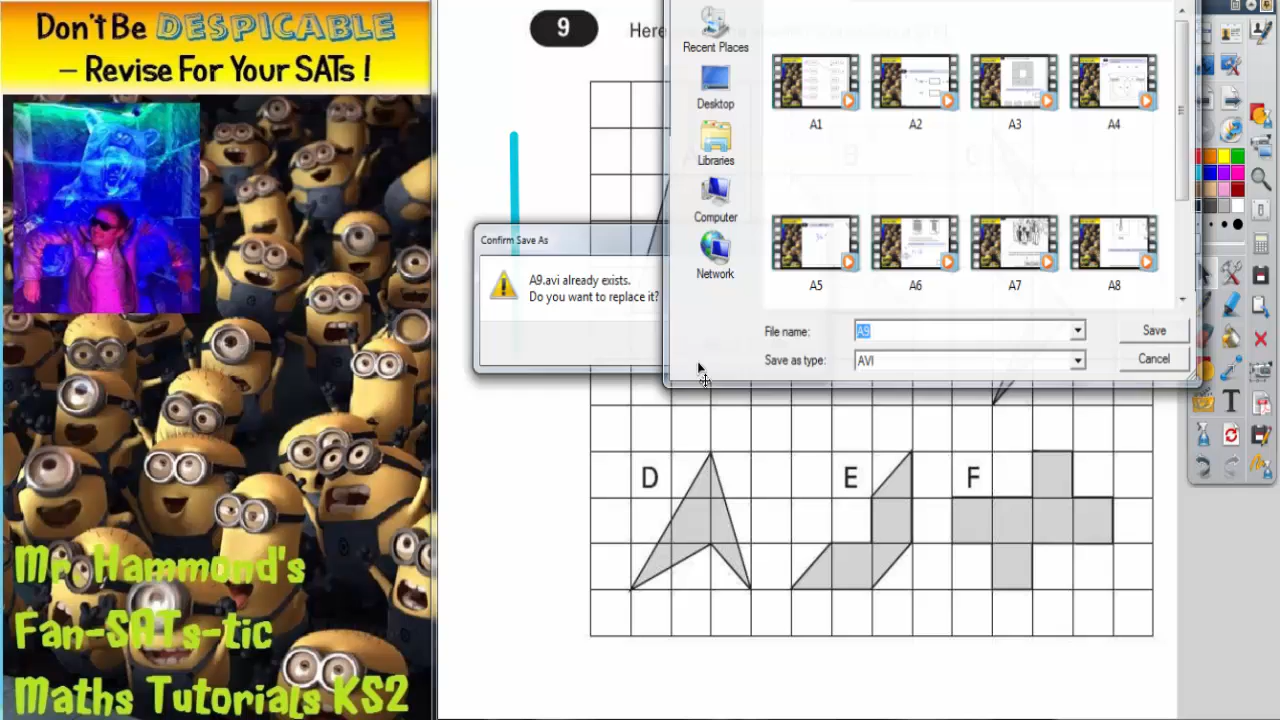 Don't Be DESPICABLE
– Revise For Your SATs !
Mr. Hammond's
Fan-SATs-tic
Maths Tutorials KS2
9
Here
Recent Places
Desktop
Libraries
Computer
Network
A1
A2
A3
A4
A5
A6
A7
A8
File name:
A9
Save
Save as type:
AVI
Cancel
Confirm Save As
A9.avi already exists.
Do you want to replace it?
D
E
F